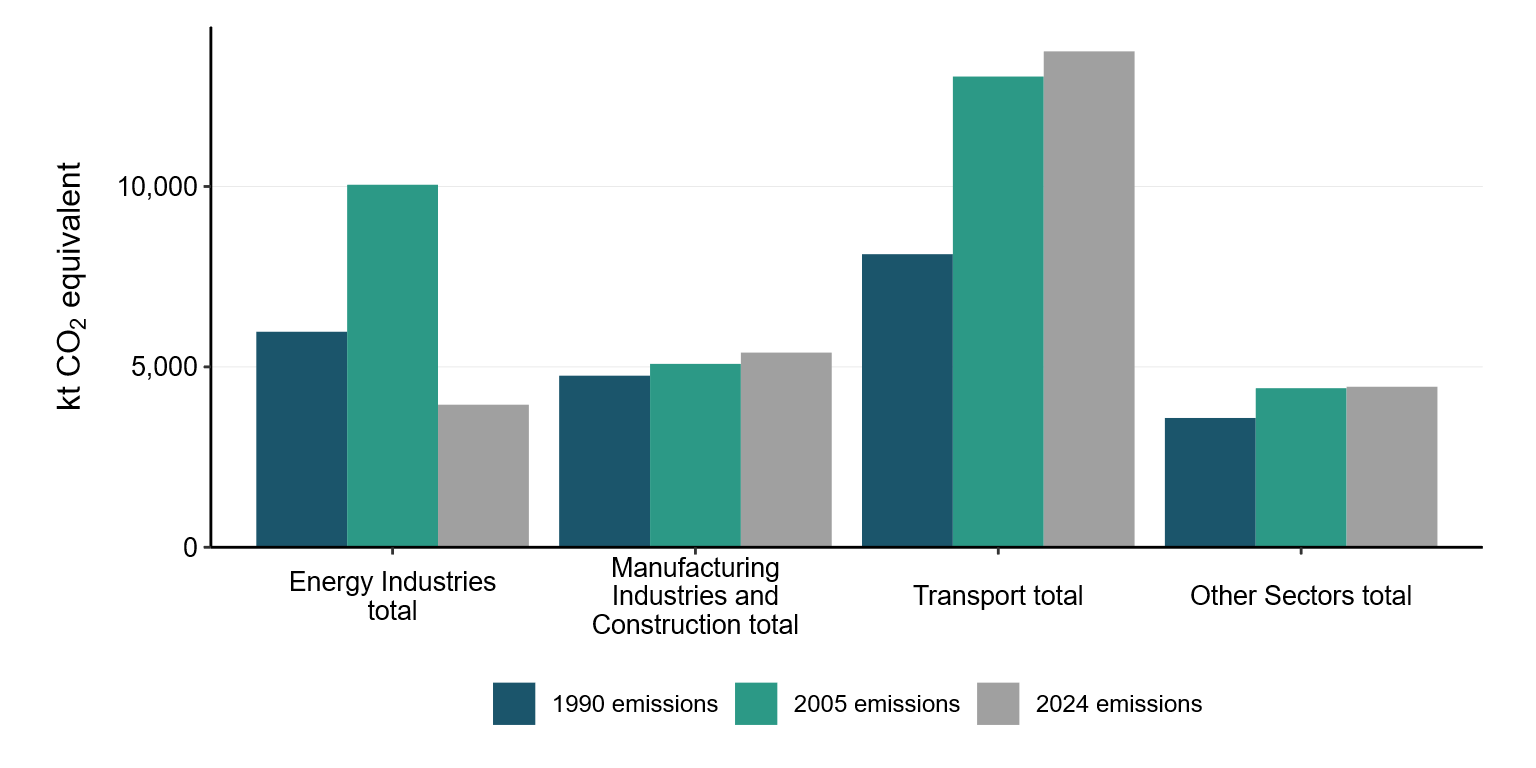 kt CO₂ equivalent
10,000
5,000
0
Energy Industries
total
Manufacturing
Industries and
Construction total
Transport total
Other Sectors total
1990 emissions
2005 emissions
2024 emissions